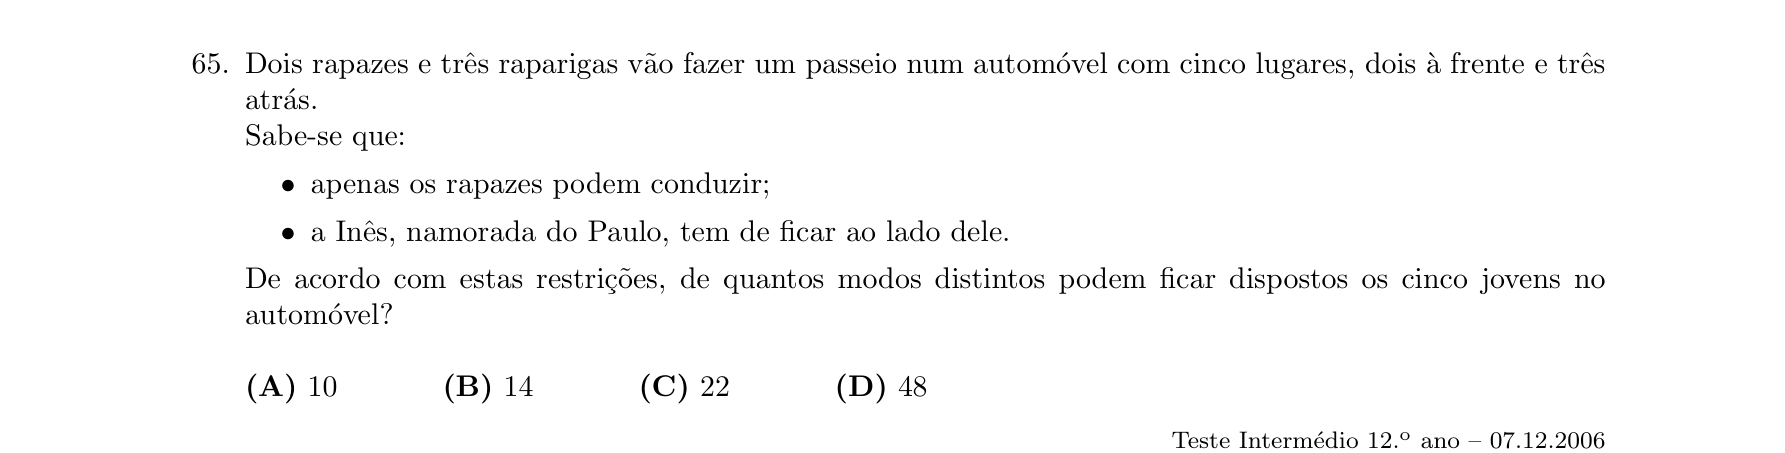 65. Dois rapazes e três raparigas vão fazer um passeio num automóvel com cinco lugares, dois à frente e três
atrás.
Sabe-se que:
• apenas os rapazes podem conduzir;
• a Inês, namorada do Paulo, tem de ficar ao lado dele.
De acordo com estas restrições, de quantos modos distintos podem ficar dispostos os cinco jovens no
automóvel?
(A) 10 (B) 14 (C) 22 (D) 48
Teste Intermédio 12.º ano – 07.12.2006